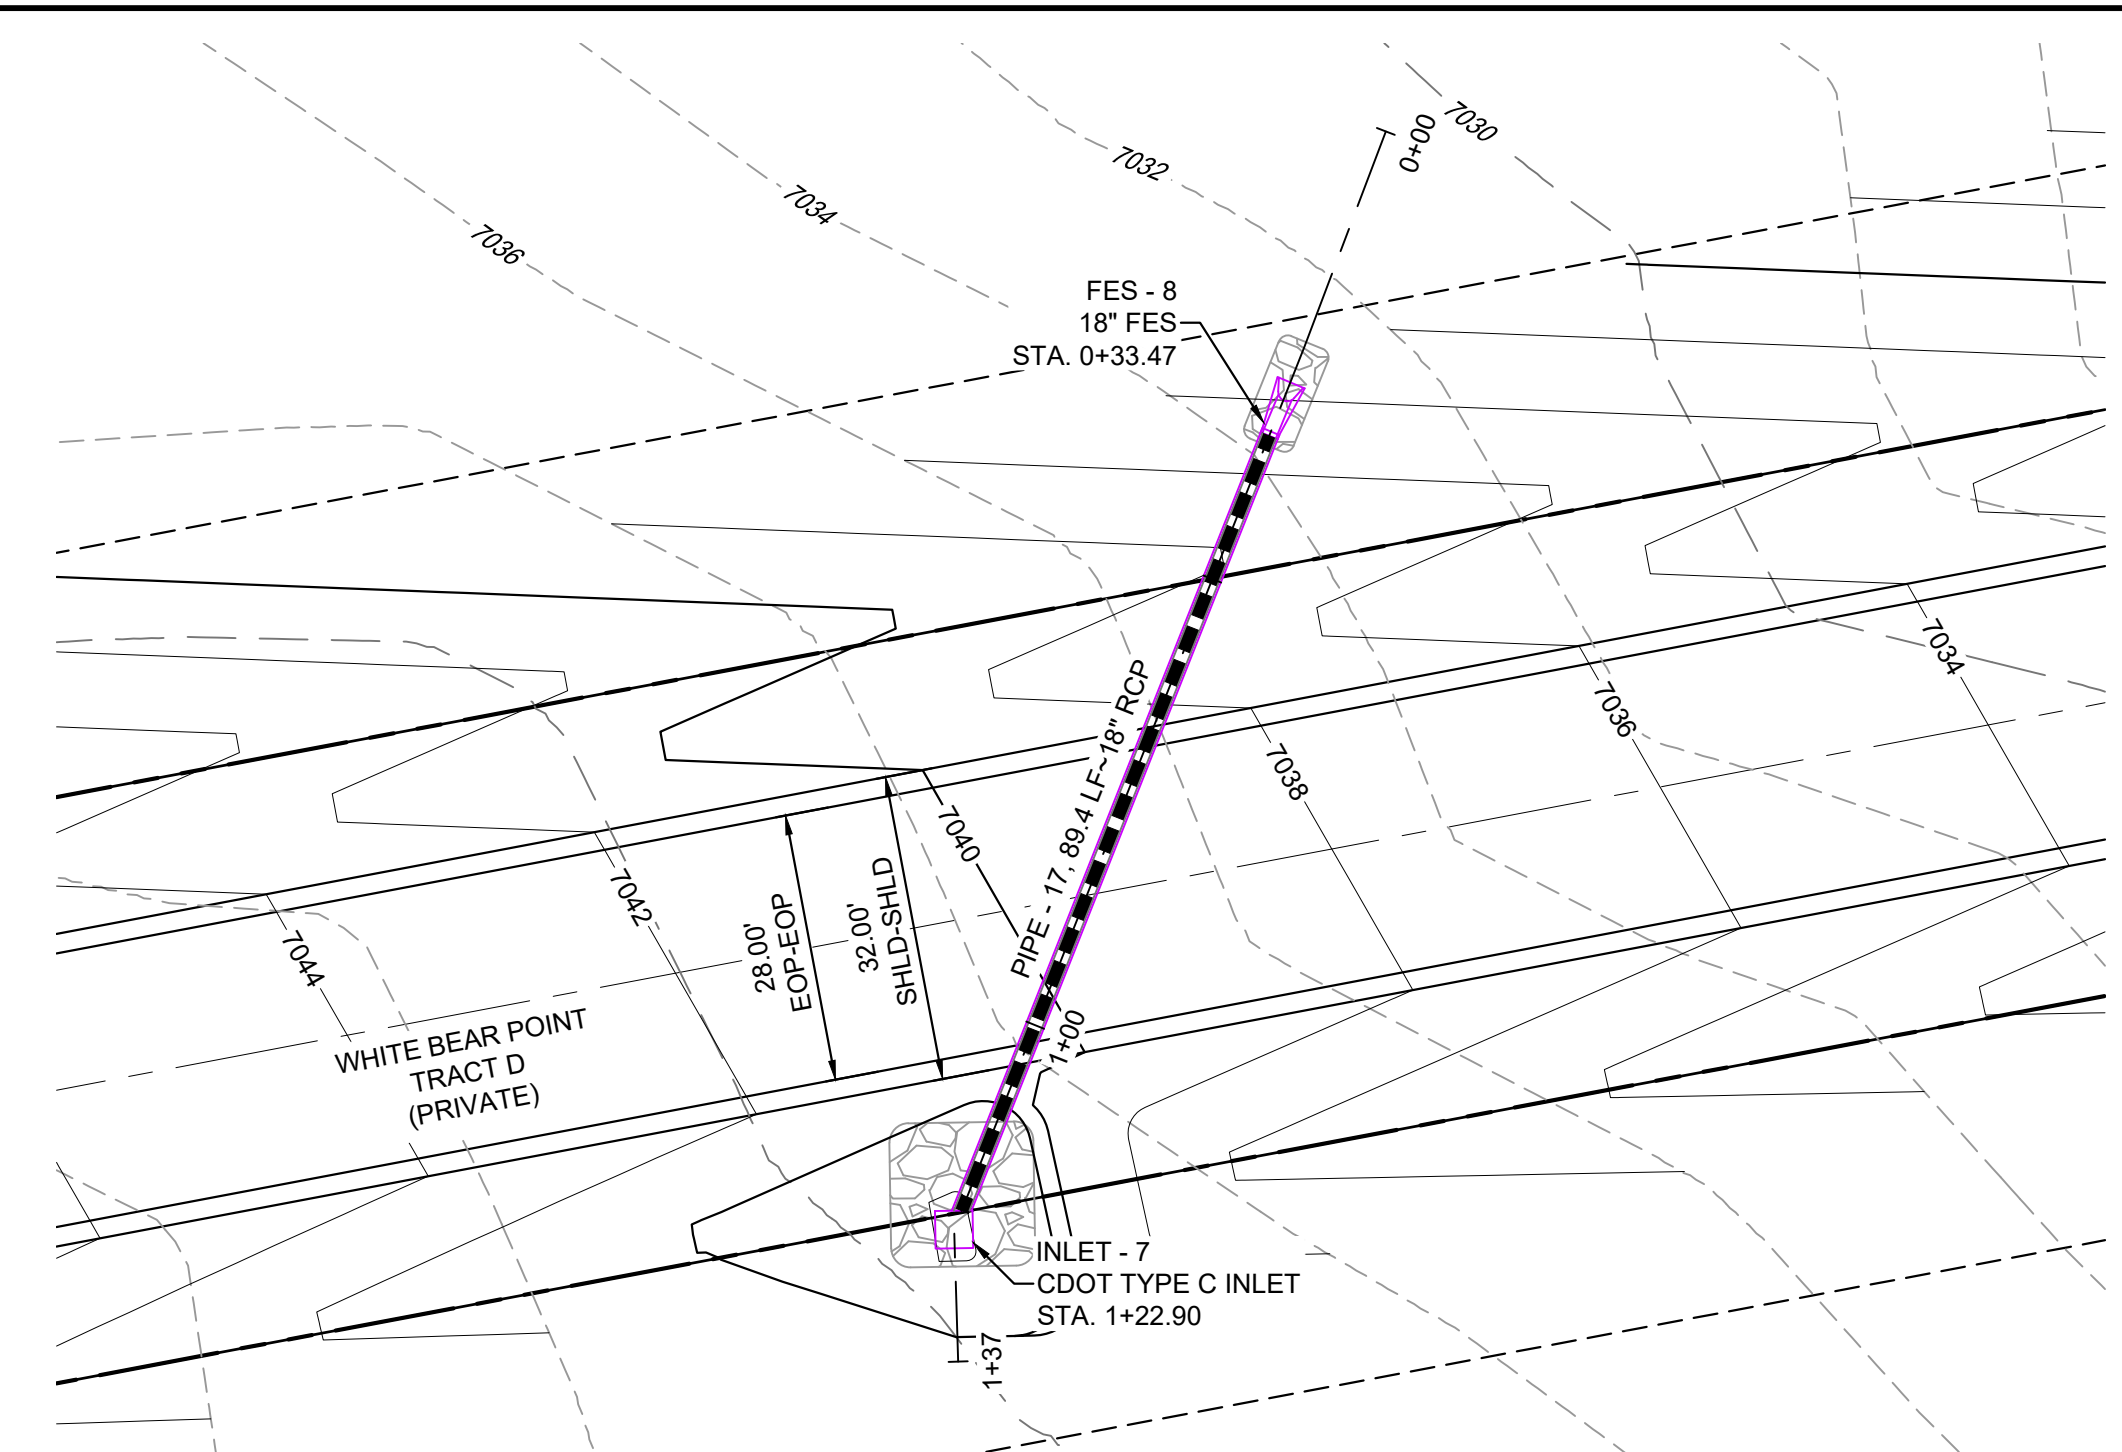 7030
0+00
7032
7034
7036
FES - 8
18" FES
STA. 0+33.47
7034
7036
7038
PIPE - 17, 89.4 LF~18" RCP
7040
7042
7044
28.00'
EOP-EOP
32.00'
SHLD-SHLD
WHITE BEAR POINT
TRACT D
(PRIVATE)
1+00
INLET - 7
CDOT TYPE C INLET
STA. 1+22.90
1+37